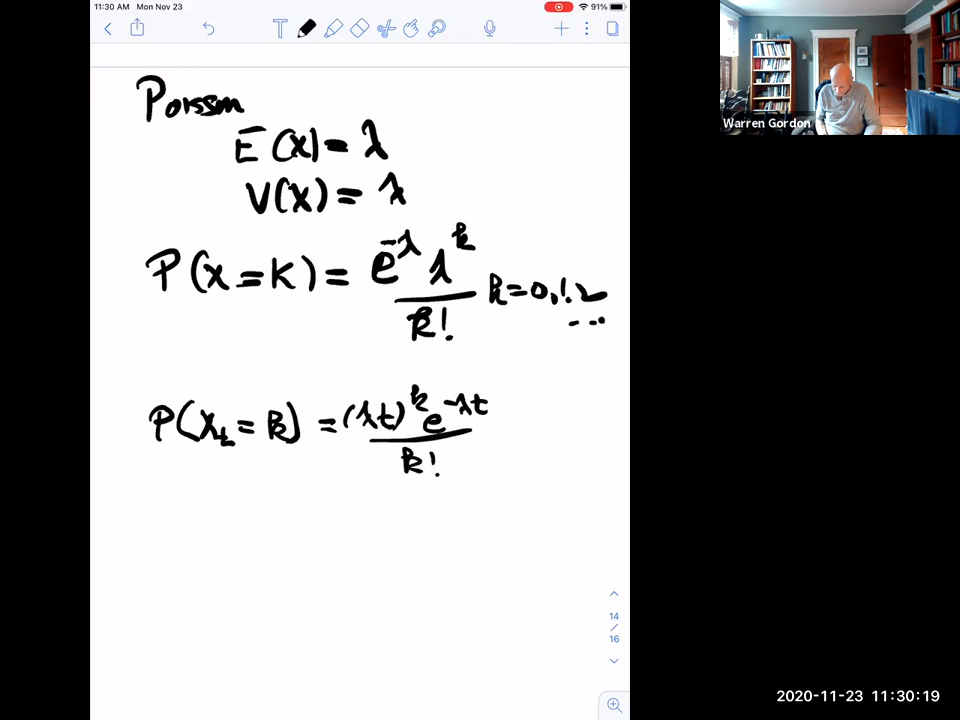 11:30 AM Mon Nov 23
91%
Poisson
E(X) = λ
V(X) = λ
P(X=K) = e^-λ λ^k / k! k=0,1,2
...
P(X_t = k) = (λt)^k e^-λt / k!
14
/
16
Warren Gordon
2020-11-23 11:30:19